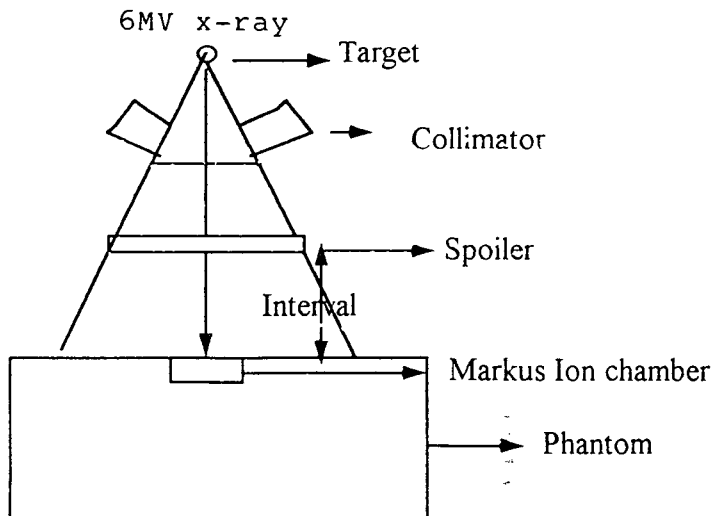 6MV x-ray
Target
Collimator
Spoiler
Interval
Markus Ion chamber
Phantom